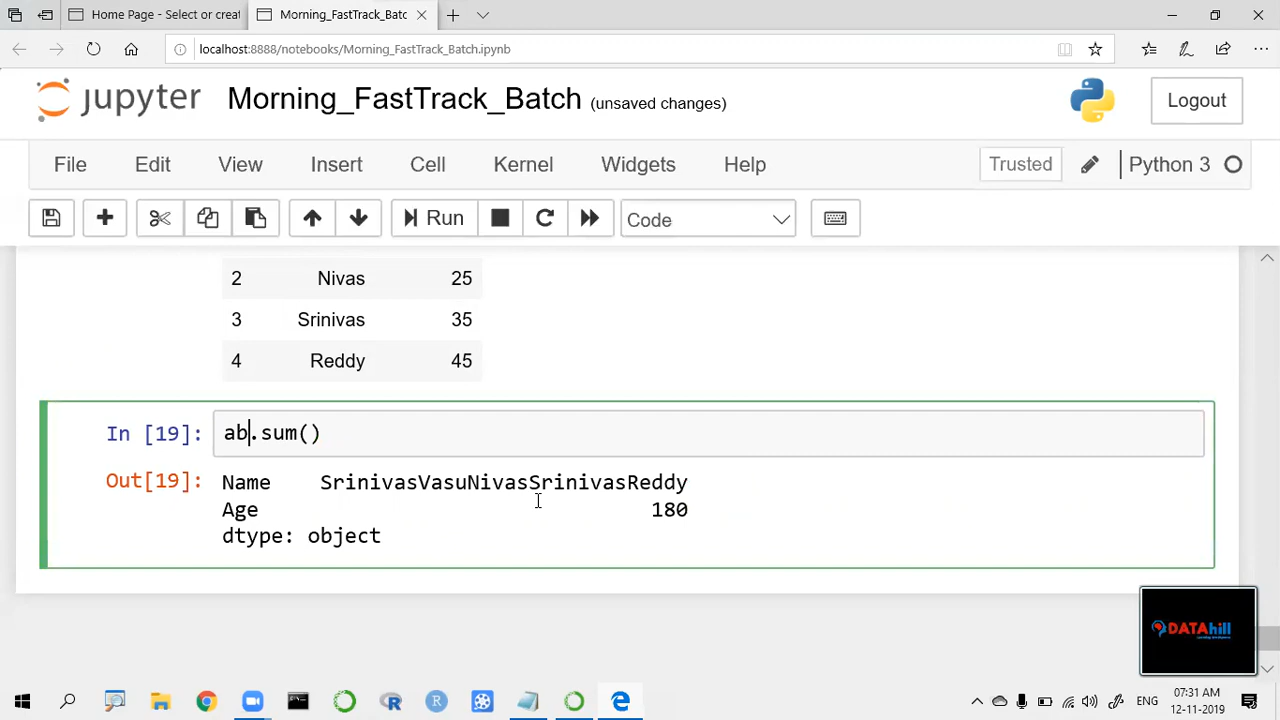 Home Page - Select or creat
Morning_FastTrack_Batc
localhost:8888/notebooks/Morning_FastTrack_Batch.ipynb
jupyter Morning_FastTrack_Batch (unsaved changes)
Logout
File Edit View Insert Cell Kernel Widgets Help
Trusted
Python 3
Run
Code
2 Nivas 25
3 Srinivas 35
4 Reddy 45
In [19]: ab.sum()
Out[19]: Name SrinivasVasuNivasSrinivasReddy
Age 180
dtype: object
DATAhill
ENG
07:31 AM
12-11-2019